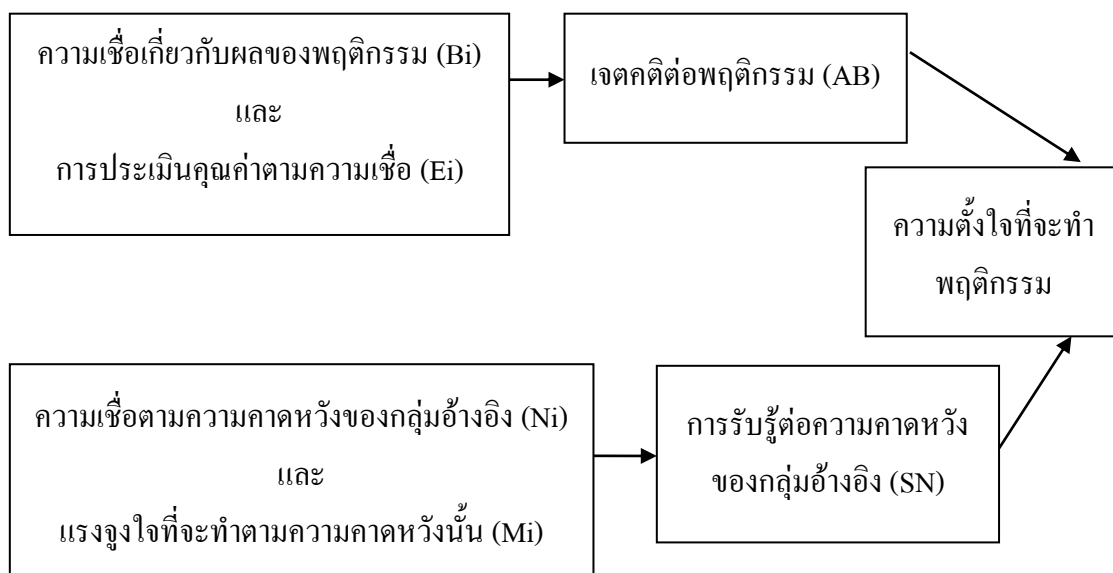 ความเชื่อเกี่ยวกับผลของพฤติกรรม (Bi)
และ
การประเมินคุณค่าตามความเชื่อ (Ei)
เจตคติต่อพฤติกรรม (AB)
ความตั้งใจที่จะทำ
พฤติกรรม
ความเชื่อตามความคาดหวังของกลุ่มอ้างอิง (Ni)
และ
แรงจูงใจที่จะทำตามความคาดหวังนั้น (Mi)
การรับรู้ต่อความคาดหวัง
ของกลุ่มอ้างอิง (SN)